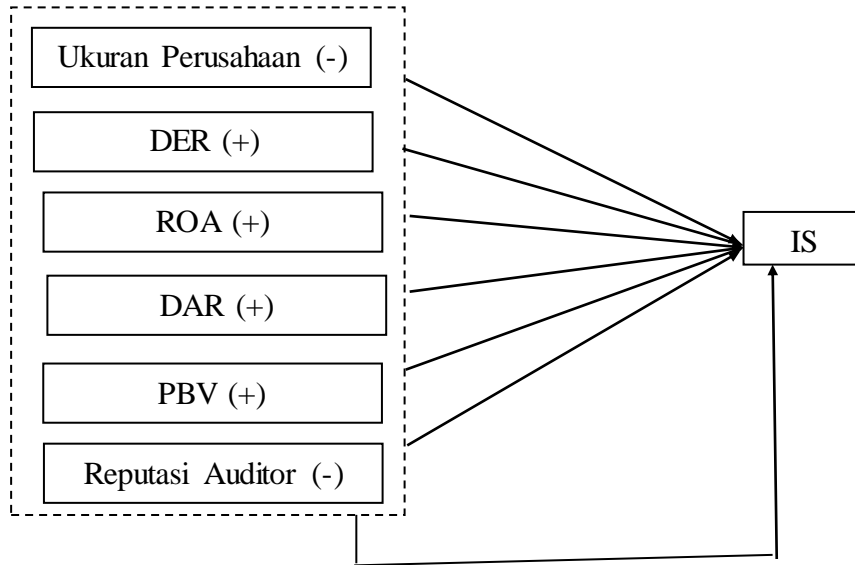 Ukuran Perusahaan (-)
DER (+)
ROA (+)
IS
DAR (+)
PBV (+)
Reputasi Auditor (-)